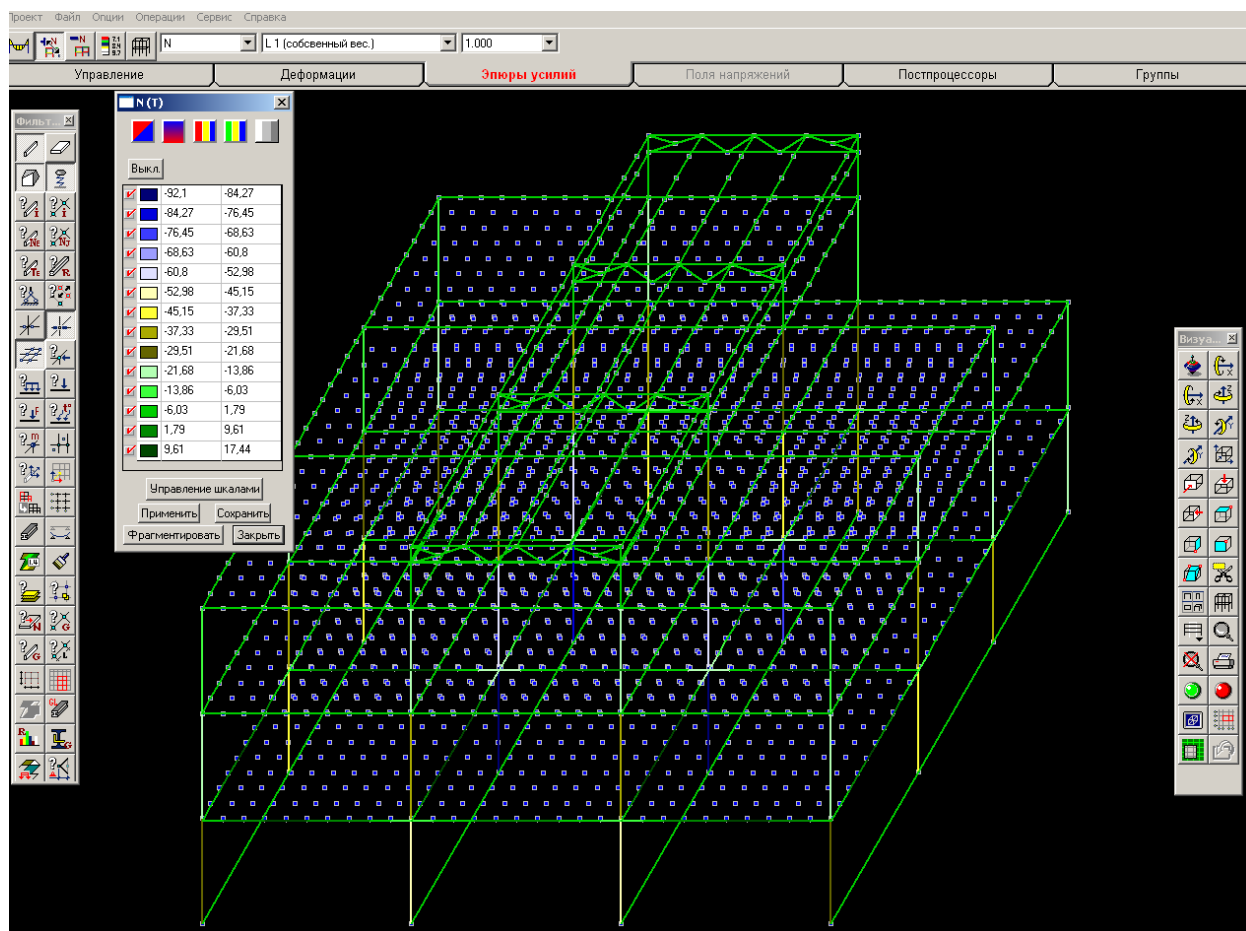 Проект Файл Опции Операции Сервис Справка
N L 1 (собсвенный вес.) 1.000
Управление Деформации Эпюры усилий Поля напряжений Постпроцессоры Группы
N (T)
Фильт...
Выкл.
-92,1 -84,27
-84,27 -76,45
-76,45 -68,63
-68,63 -60,8
-60,8 -52,98
-52,98 -45,15
-45,15 -37,33
-37,33 -29,51
-29,51 -21,68
-21,68 -13,86
-13,86 -6,03
-6,03 1,79
1,79 9,61
9,61 17,44
Управление шкалами
Применить Сохранить
Фрагментировать Закрыть
Визуа...